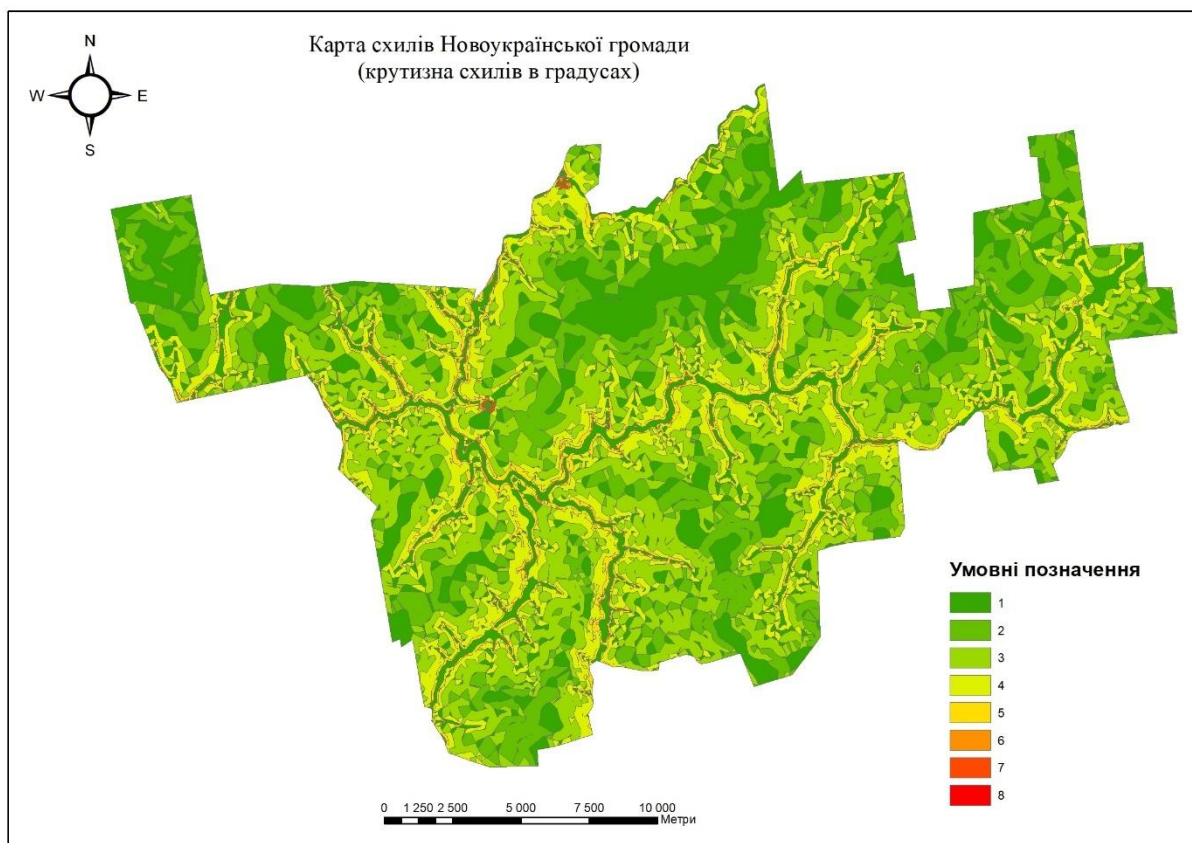 Карта схилів Новоукраїнської громади
(крутизна схилів в градусах)
N
W E
S
Умовні позначення
1
2
3
4
5
6
7
8
0 1 250 2 500 5 000 7 500 10 000
Метри